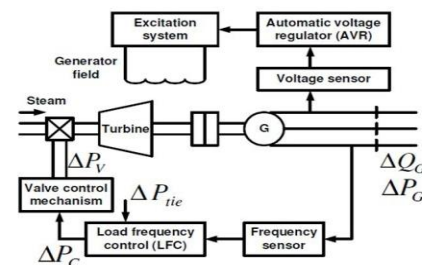 Excitation
system
Automatic voltage
regulator (AVR)
Generator
field
Voltage sensor
Steam
Turbine
G
ΔP_V
ΔQ_G
ΔP_G
Valve control
mechanism
ΔP_tie
Load frequency
control (LFC)
Frequency
sensor
ΔP_C